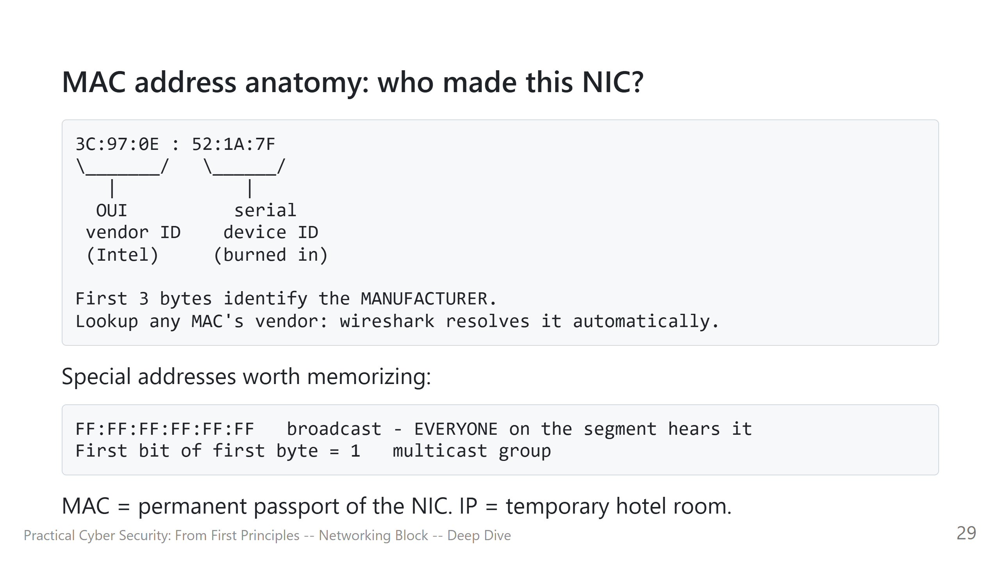 MAC address anatomy: who made this NIC?
3C:97:0E : 52:1A:7F
\_______/   \______/
   |             |
  OUI          serial
 vendor ID    device ID
 (Intel)     (burned in)
First 3 bytes identify the MANUFACTURER.
Lookup any MAC's vendor: wireshark resolves it automatically.
Special addresses worth memorizing:
FF:FF:FF:FF:FF:FF   broadcast - EVERYONE on the segment hears it
First bit of first byte = 1   multicast group
MAC = permanent passport of the NIC. IP = temporary hotel room.
Practical Cyber Security: From First Principles -- Networking Block -- Deep Dive
29